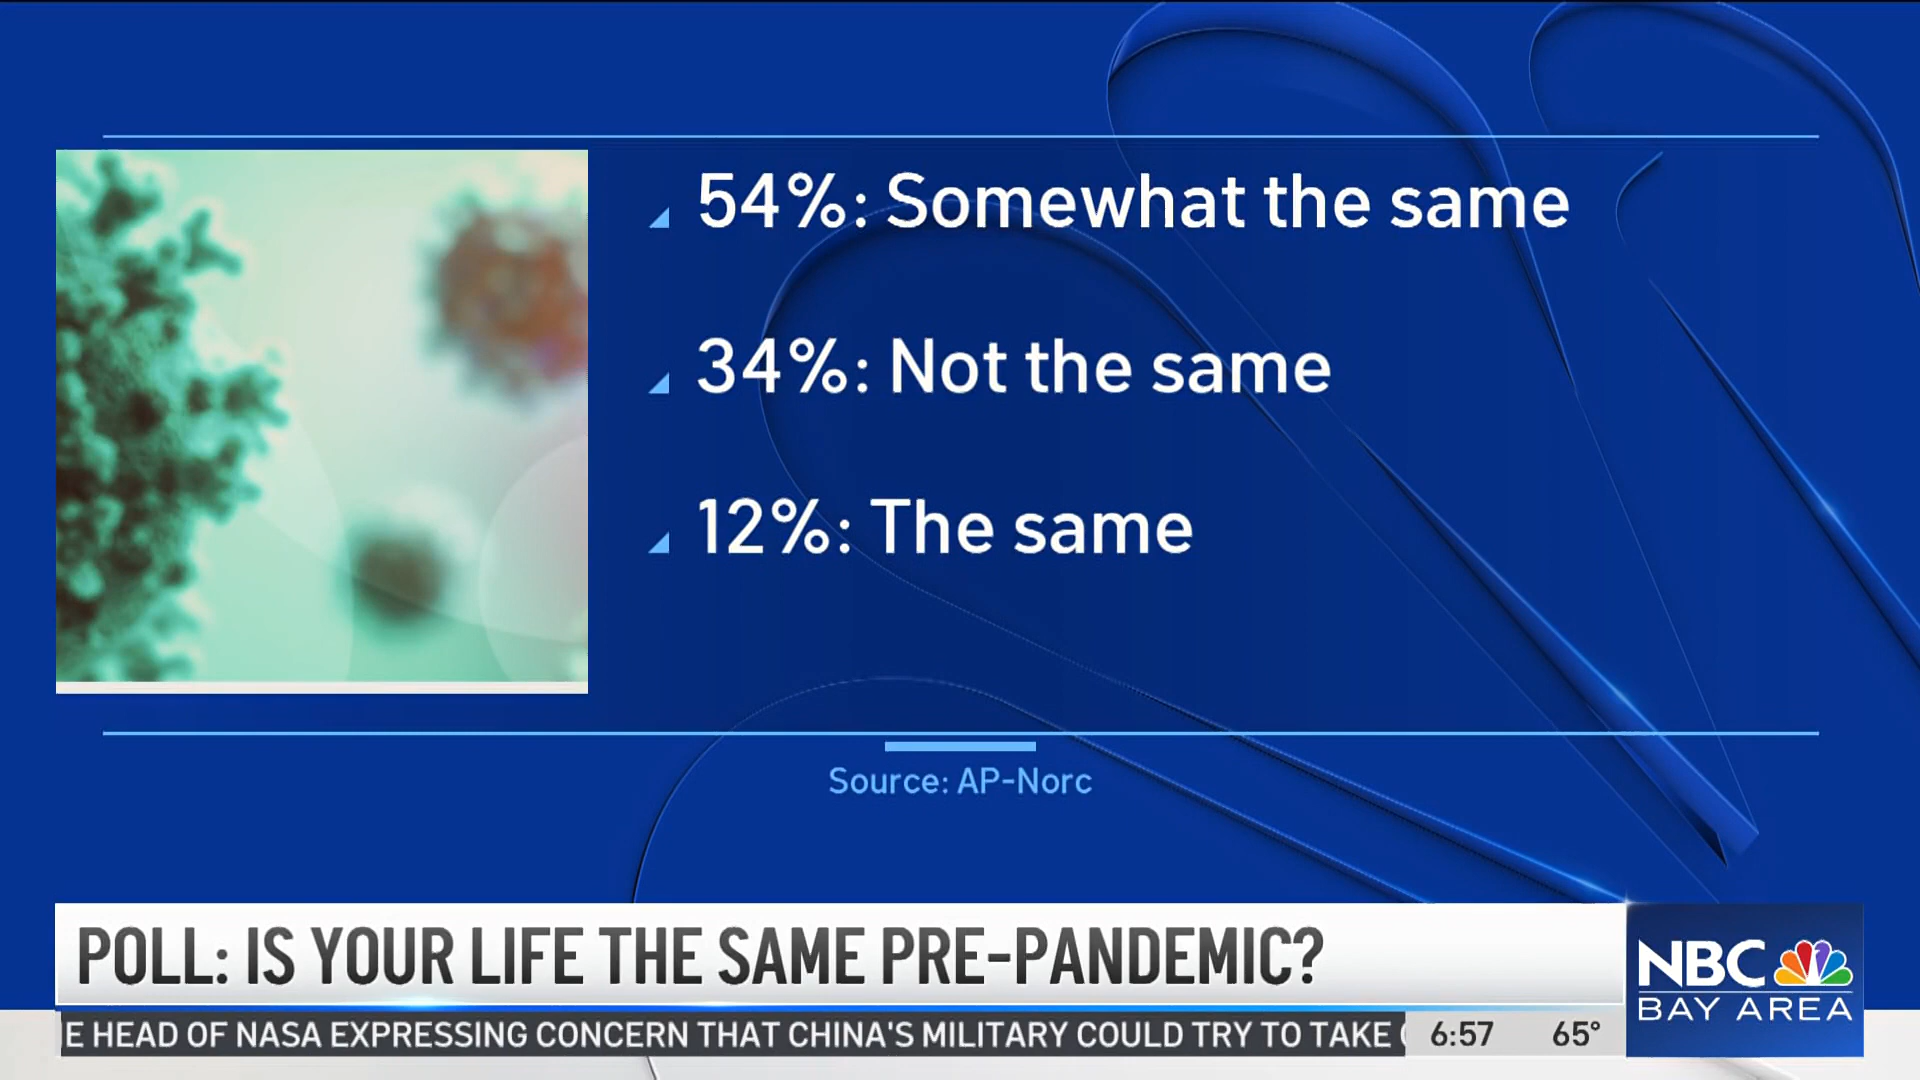 54%: Somewhat the same
34%: Not the same
12%: The same
Source: AP-Norc
POLL: IS YOUR LIFE THE SAME PRE-PANDEMIC?
NBC
BAY AREA
E HEAD OF NASA EXPRESSING CONCERN THAT CHINA'S MILITARY COULD TRY TO TAKE
6:57 65°